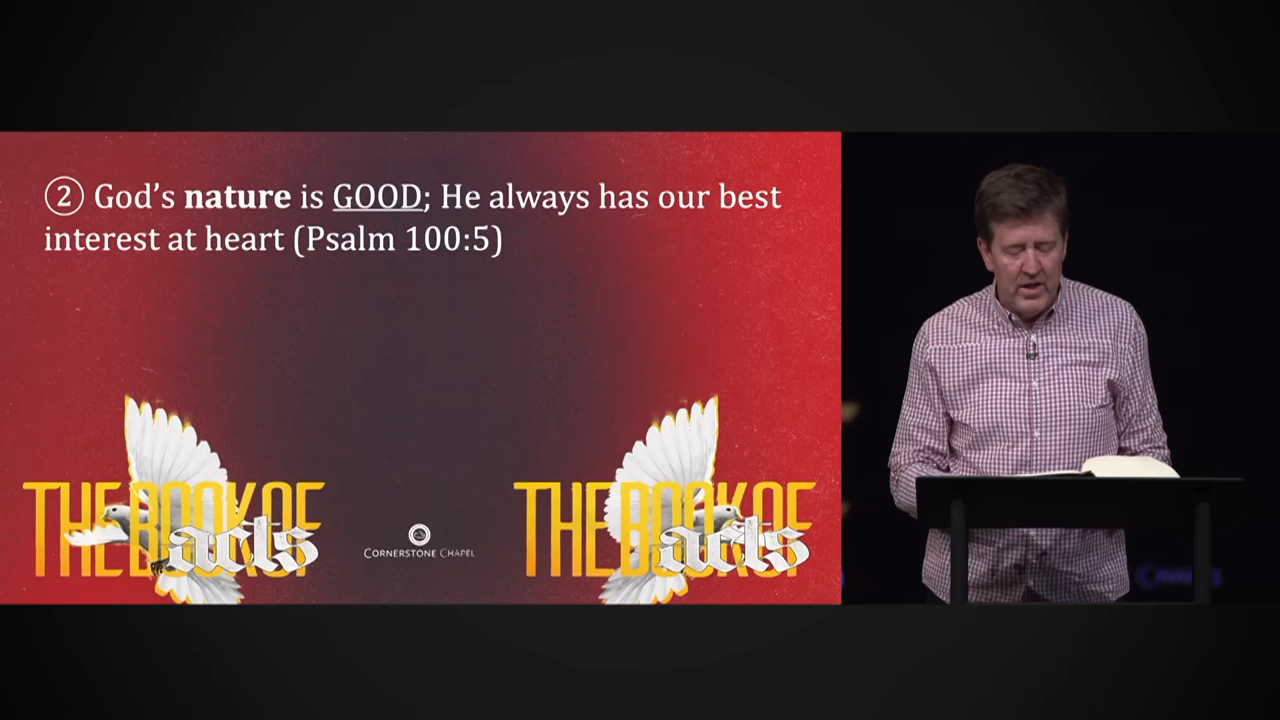 ② God's nature is GOOD; He always has our best
interest at heart (Psalm 100:5)
THE BOOK OF
acts
CORNERSTONE CHAPEL
THE BOOK OF
acts